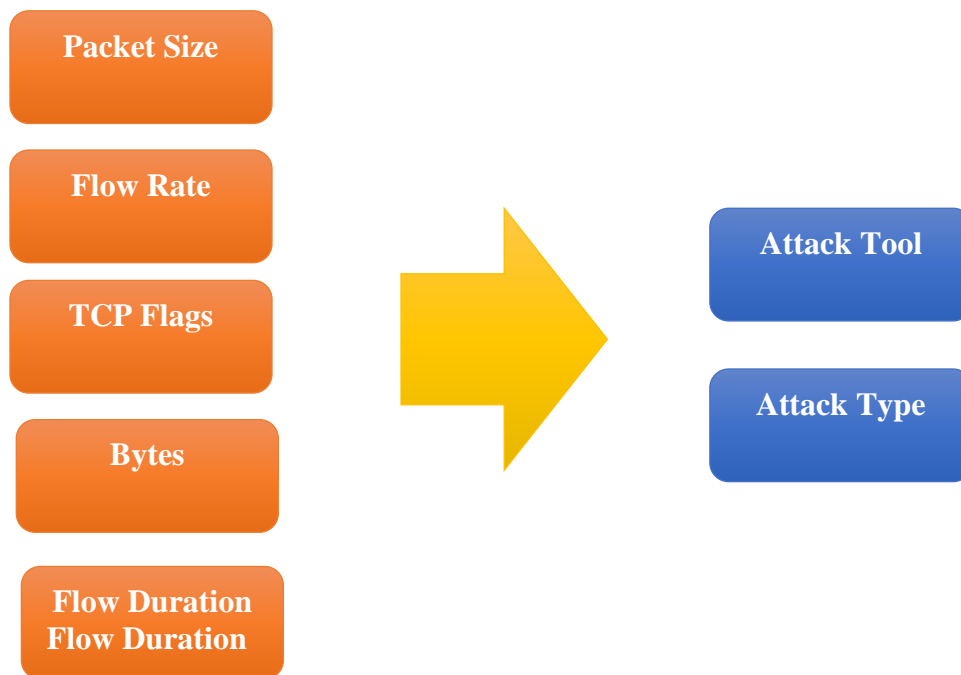 Packet Size
Flow Rate
TCP Flags
Bytes
Flow Duration
Flow Duration
Attack Tool
Attack Type